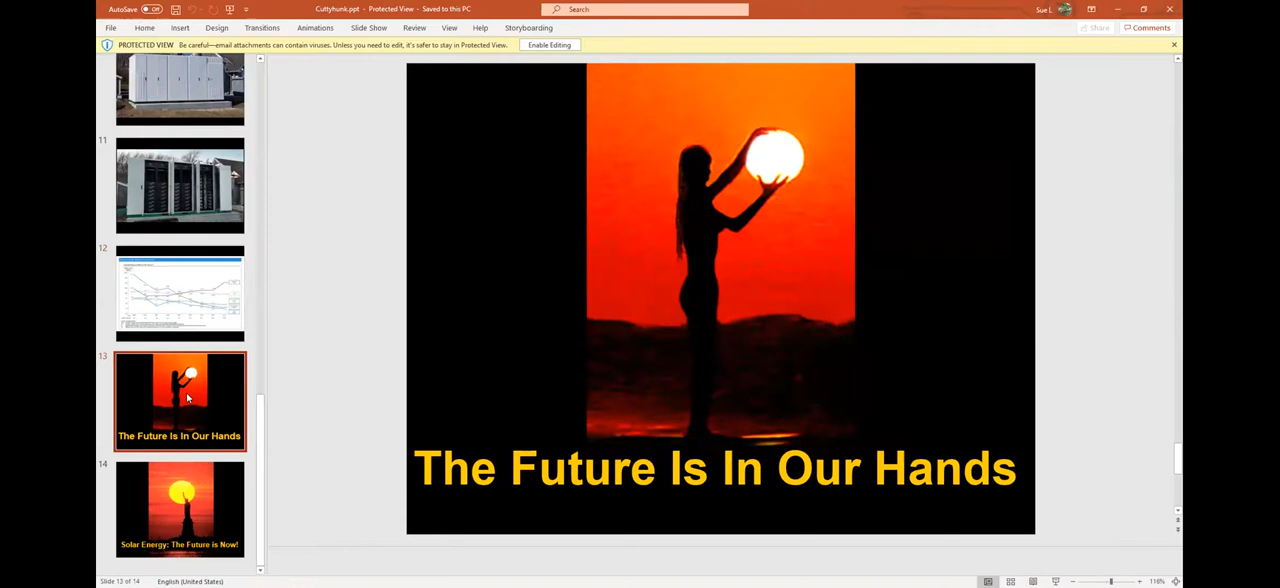 AutoSave Off
Cuttyhunk.ppt - Protected View - Saved to this PC
Search
Sue L
File Home Insert Design Transitions Animations Slide Show Review View Help Storyboarding
Share Comments
PROTECTED VIEW Be careful—email attachments can contain viruses. Unless you need to edit, it's safer to stay in Protected View. Enable Editing
11
12
13
The Future Is In Our Hands
14
Solar Energy: The Future is Now!
The Future Is In Our Hands
Slide 13 of 14 English (United States)
116%